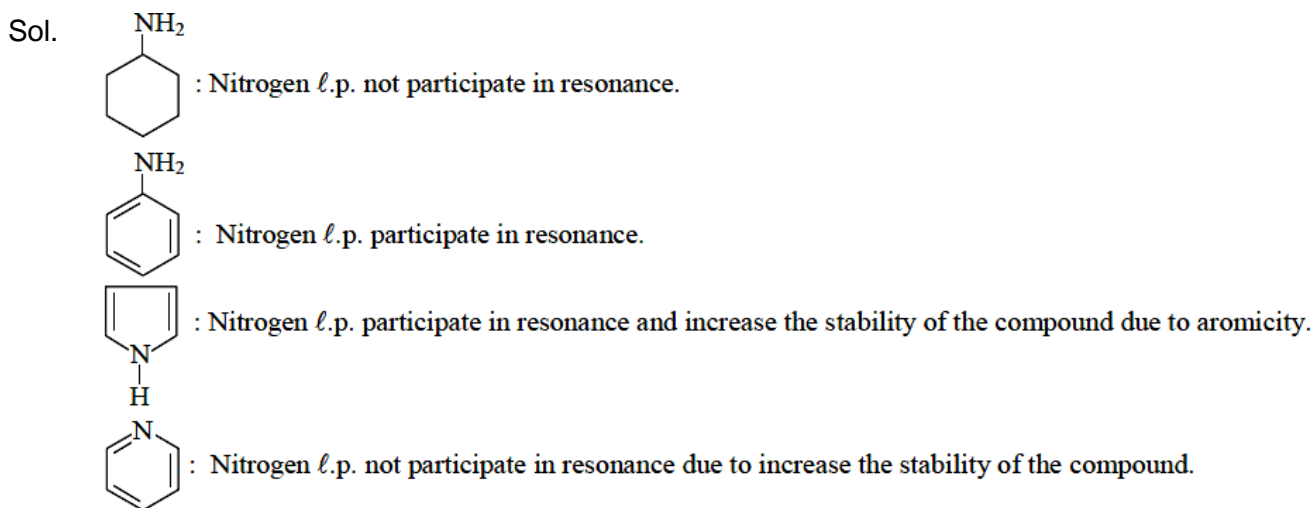 Sol.
NH₂
: Nitrogen ℓ.p. not participate in resonance.
NH₂
: Nitrogen ℓ.p. participate in resonance.
: Nitrogen ℓ.p. participate in resonance and increase the stability of the compound due to aromicity.
N
H
N
: Nitrogen ℓ.p. not participate in resonance due to increase the stability of the compound.